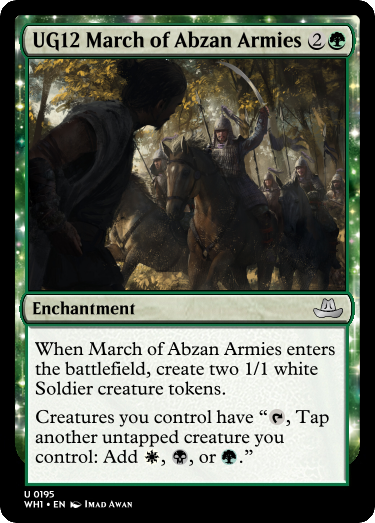 UG12 March of Abzan Armies 2
Enchantment
When March of Abzan Armies enters
the battlefield, create two 1/1 white
Soldier creature tokens.
Creatures you control have “, Tap
another untapped creature you
control: Add , , or .”
U 0195
WH1 • EN Imad Awan